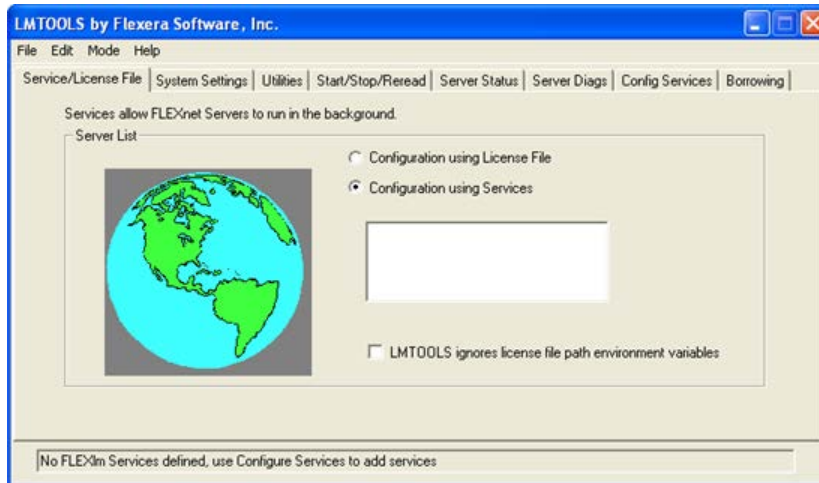 LMTOOLS by Flexera Software, Inc.
File Edit Mode Help
Service/License File System Settings Utilities Start/Stop/Reread Server Status Server Diags Config Services Borrowing
Services allow FLEXnet Servers to run in the background.
Server List
Configuration using License File
Configuration using Services
LMTOOLS ignores license file path environment variables
No FLEXlm Services defined, use Configure Services to add services